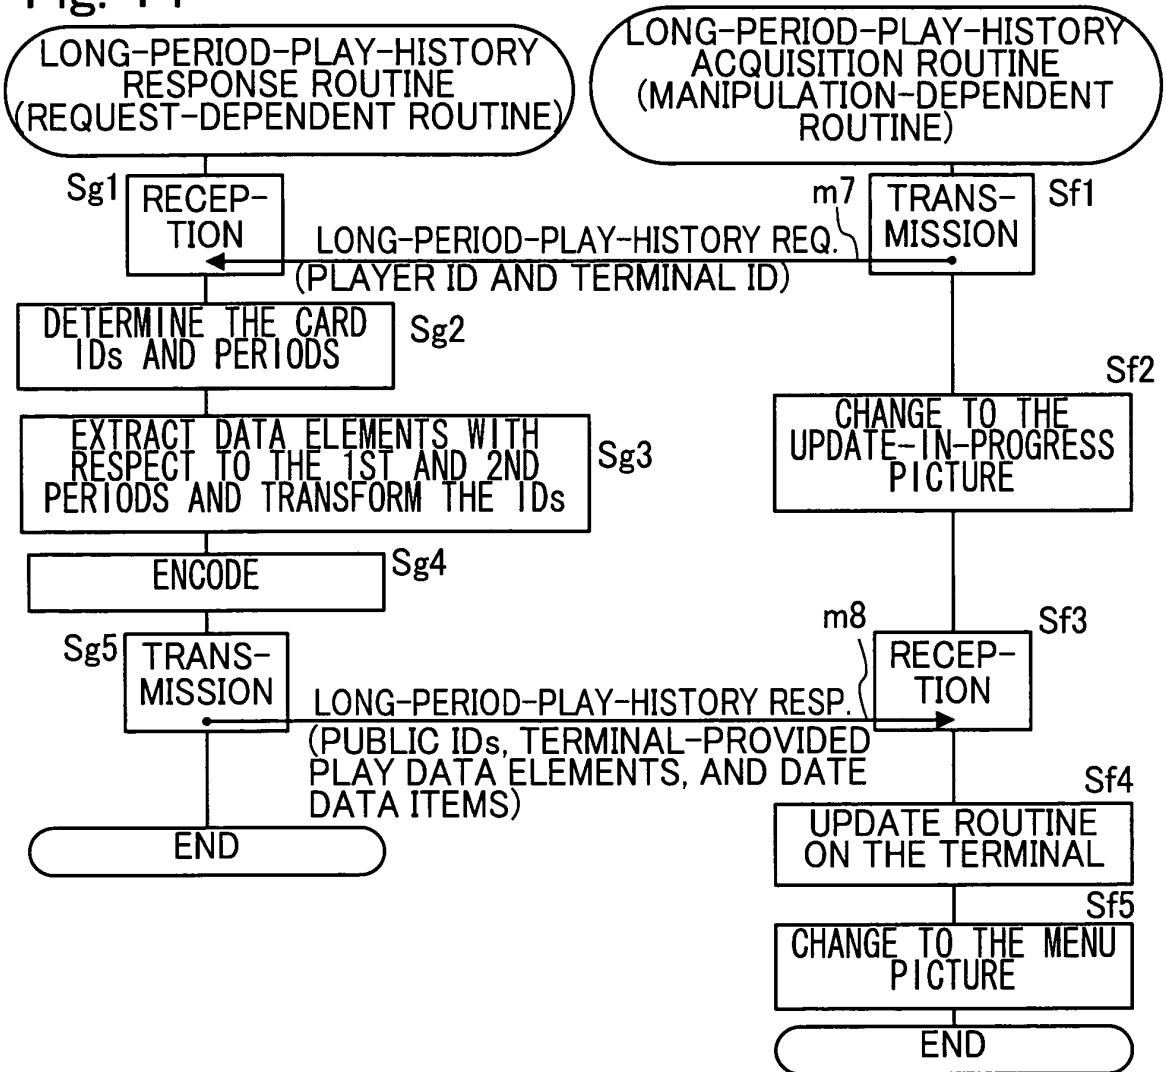 Fig.
LONG-PERIOD-PLAY-HISTORY
RESPONSE ROUTINE
(REQUEST-DEPENDENT ROUTINE)
LONG-PERIOD-PLAY-HISTORY
ACQUISITION ROUTINE
(MANIPULATION-DEPENDENT
ROUTINE)
Sg1
RECEP-
TION
m7
TRANS-
MISSION
Sf1
LONG-PERIOD-PLAY-HISTORY REQ.
(PLAYER ID AND TERMINAL ID)
DETERMINE THE CARD
IDs AND PERIODS
Sg2
Sf2
CHANGE TO THE
UPDATE-IN-PROGRESS
PICTURE
EXTRACT DATA ELEMENTS WITH
RESPECT TO THE 1ST AND 2ND
PERIODS AND TRANSFORM THE IDs
Sg3
ENCODE
Sg4
Sg5
TRANS-
MISSION
m8
RECEP-
TION
Sf3
LONG-PERIOD-PLAY-HISTORY RESP.
(PUBLIC IDs, TERMINAL-PROVIDED
PLAY DATA ELEMENTS, AND DATE
DATA ITEMS)
END
Sf4
UPDATE ROUTINE
ON THE TERMINAL
Sf5
CHANGE TO THE MENU
PICTURE
END